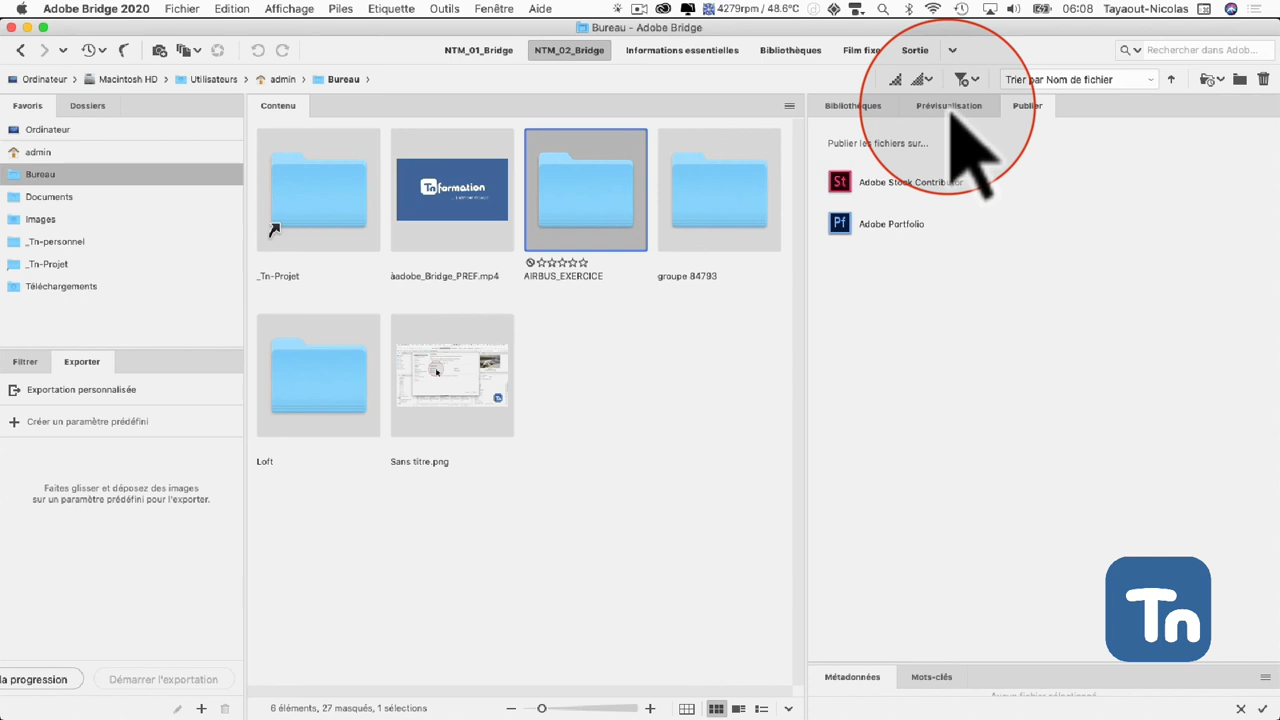 Adobe Bridge 2020 Fichier Edition Affichage Piles Etiquette Outils Fenêtre Aide 4279rpm / 48.6°C 06:08 Tayaout-Nicolas
Bureau - Adobe Bridge
NTM_01_Bridge NTM_02_Bridge Informations essentielles Bibliothèques Film fixe Sortie Rechercher dans Adob...
Ordinateur Macintosh HD Utilisateurs admin Bureau Trier par Nom de fichier
Favoris Dossiers
Ordinateur
admin
Bureau
Documents
Images
_Tn-personnel
_Tn-Projet
Téléchargements
Filtrer Exporter
Exportation personnalisée
Créer un paramètre prédéfini
Faites glisser et déposez des images
sur un paramètre prédéfini pour l'exporter.
la progression Démarrer l'exportation
Contenu
Tnformation
_Tn-Projet àadobe_Bridge_PREF.mp4 AIRBUS_EXERCICE groupe 84793
Loft Sans titre.png
6 éléments, 27 masqués, 1 sélections
Bibliothèques Prévisualisation Publier
Publier les fichiers sur...
St Adobe Stock Contributor
Pf Adobe Portfolio
Tn
Métadonnées Mots-clés
Aucun fichier sélectionné